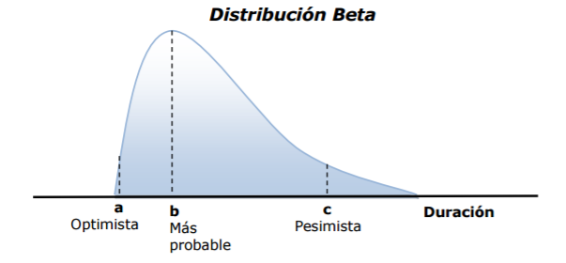 Distribución Beta
a
Optimista
b
Más
probable
c
Pesimista
Duración